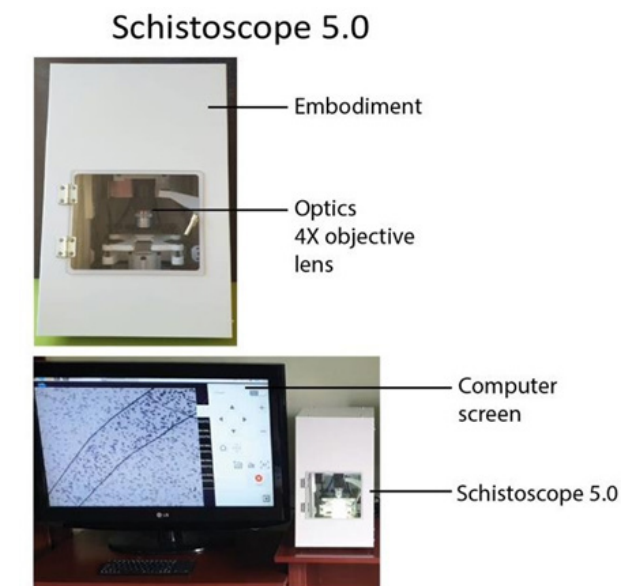 Schistoscope 5.0
Embodiment
Optics
4X objective
lens
Computer
screen
Schistoscope 5.0
LG